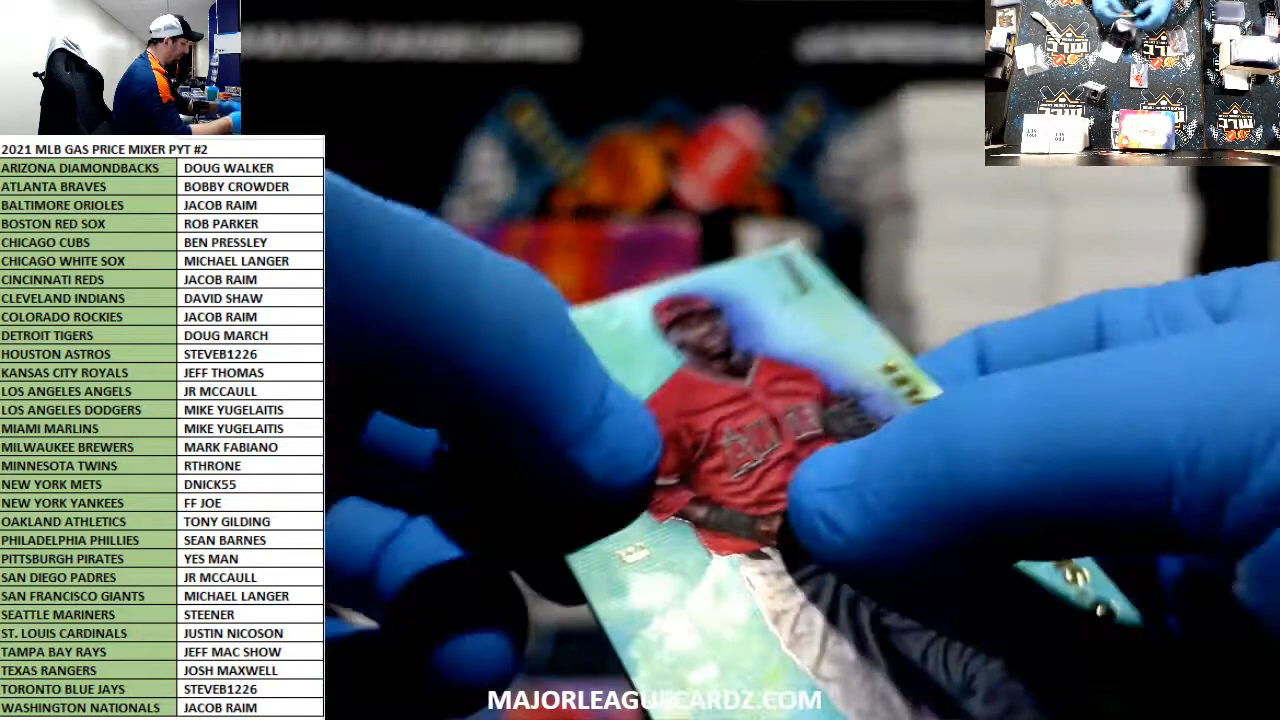 2021 MLB GAS PRICE MIXER PYT #2
ARIZONA DIAMONDBACKS DOUG WALKER
ATLANTA BRAVES BOBBY CROWDER
BALTIMORE ORIOLES JACOB RAIM
BOSTON RED SOX ROB PARKER
CHICAGO CUBS BEN PRESSLEY
CHICAGO WHITE SOX MICHAEL LANGER
CINCINNATI REDS JACOB RAIM
CLEVELAND INDIANS DAVID SHAW
COLORADO ROCKIES JACOB RAIM
DETROIT TIGERS DOUG MARCH
HOUSTON ASTROS STEVEB1226
KANSAS CITY ROYALS JEFF THOMAS
LOS ANGELES ANGELS JR MCCAULL
LOS ANGELES DODGERS MIKE YUGELAITIS
MIAMI MARLINS MIKE YUGELAITIS
MILWAUKEE BREWERS MARK FABIANO
MINNESOTA TWINS RTHRONE
NEW YORK METS DNICK55
NEW YORK YANKEES FF JOE
OAKLAND ATHLETICS TONY GILDING
PHILADELPHIA PHILLIES SEAN BARNES
PITTSBURGH PIRATES YES MAN
SAN DIEGO PADRES JR MCCAULL
SAN FRANCISCO GIANTS MICHAEL LANGER
SEATTLE MARINERS STEENER
ST. LOUIS CARDINALS JUSTIN NICOSON
TAMPA BAY RAYS JEFF MAC SHOW
TEXAS RANGERS JOSH MAXWELL
TORONTO BLUE JAYS STEVEB1226
WASHINGTON NATIONALS JACOB RAIM
MAJORLEAGUECARDZ.COM